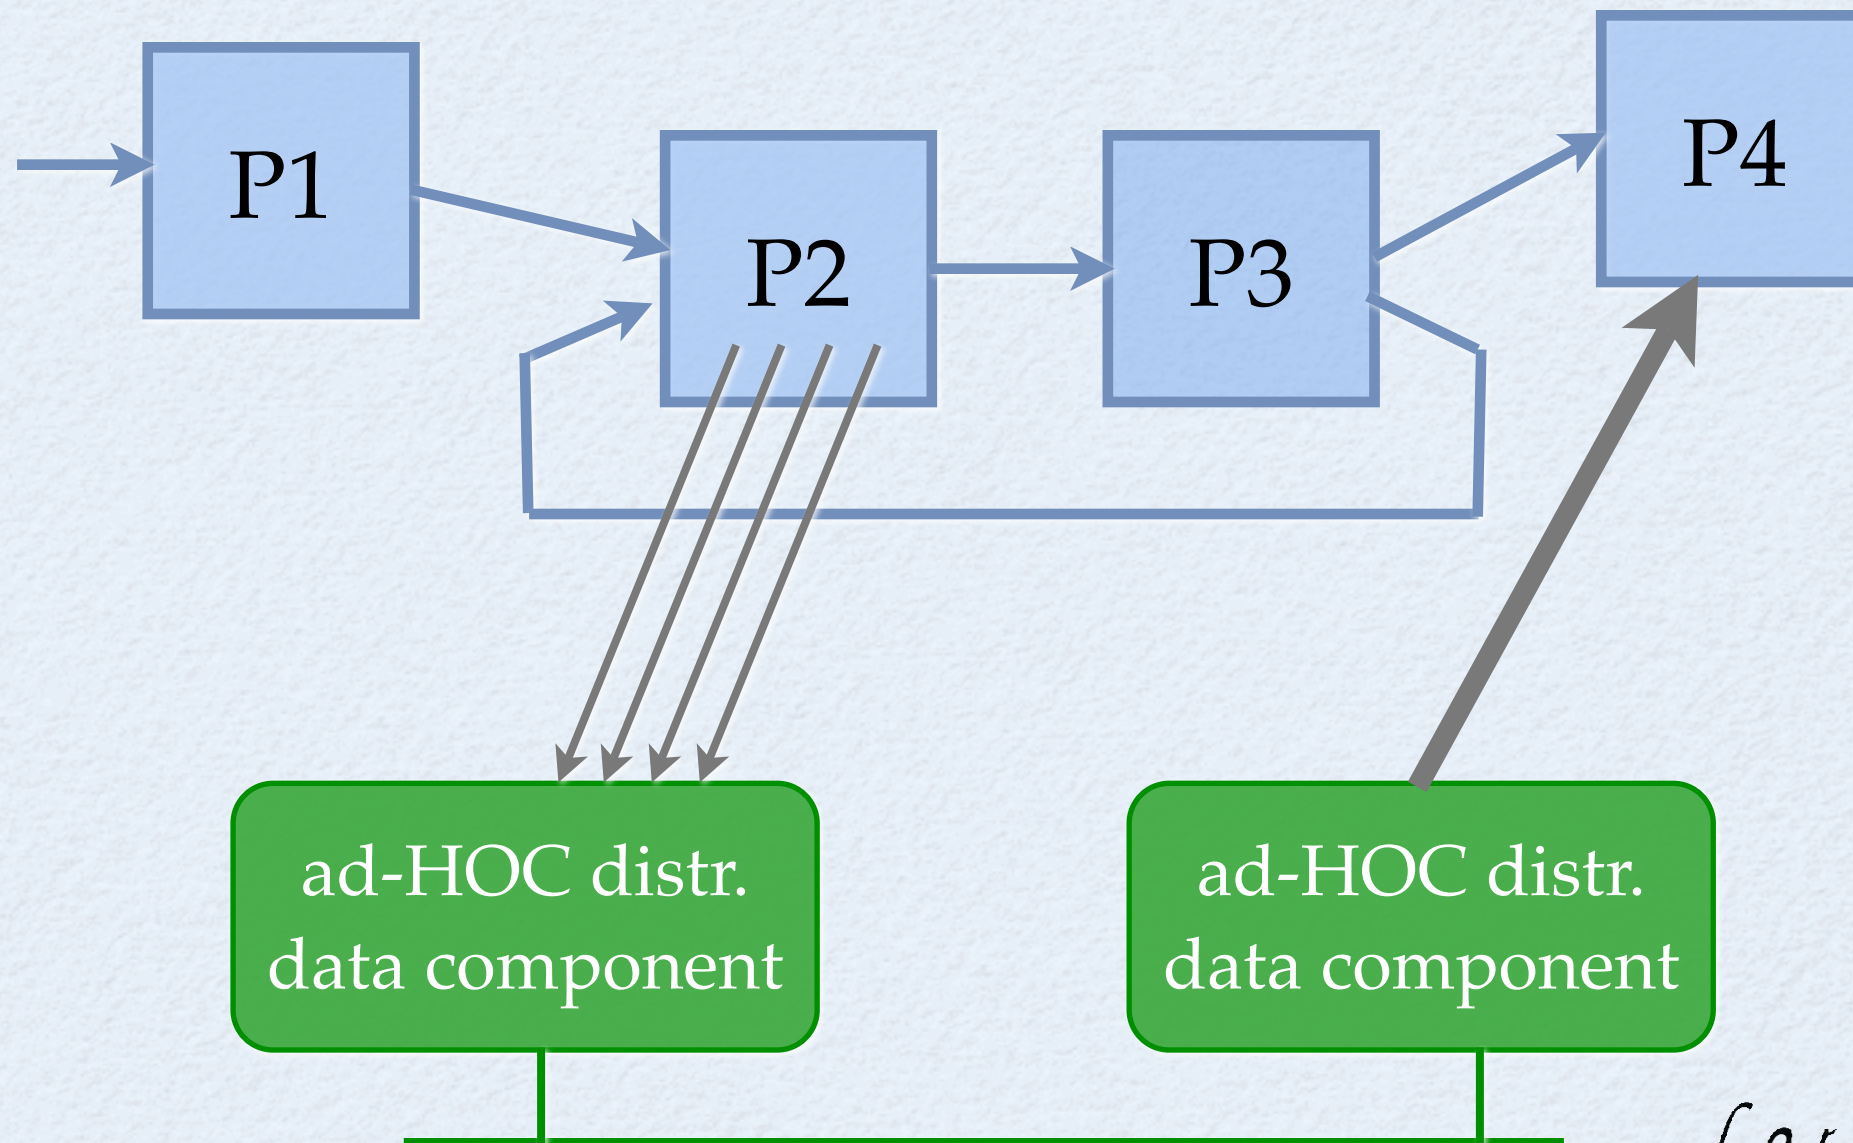 P1
P2
P3
P4
ad-HOC distr.
data component
ad-HOC distr.
data component